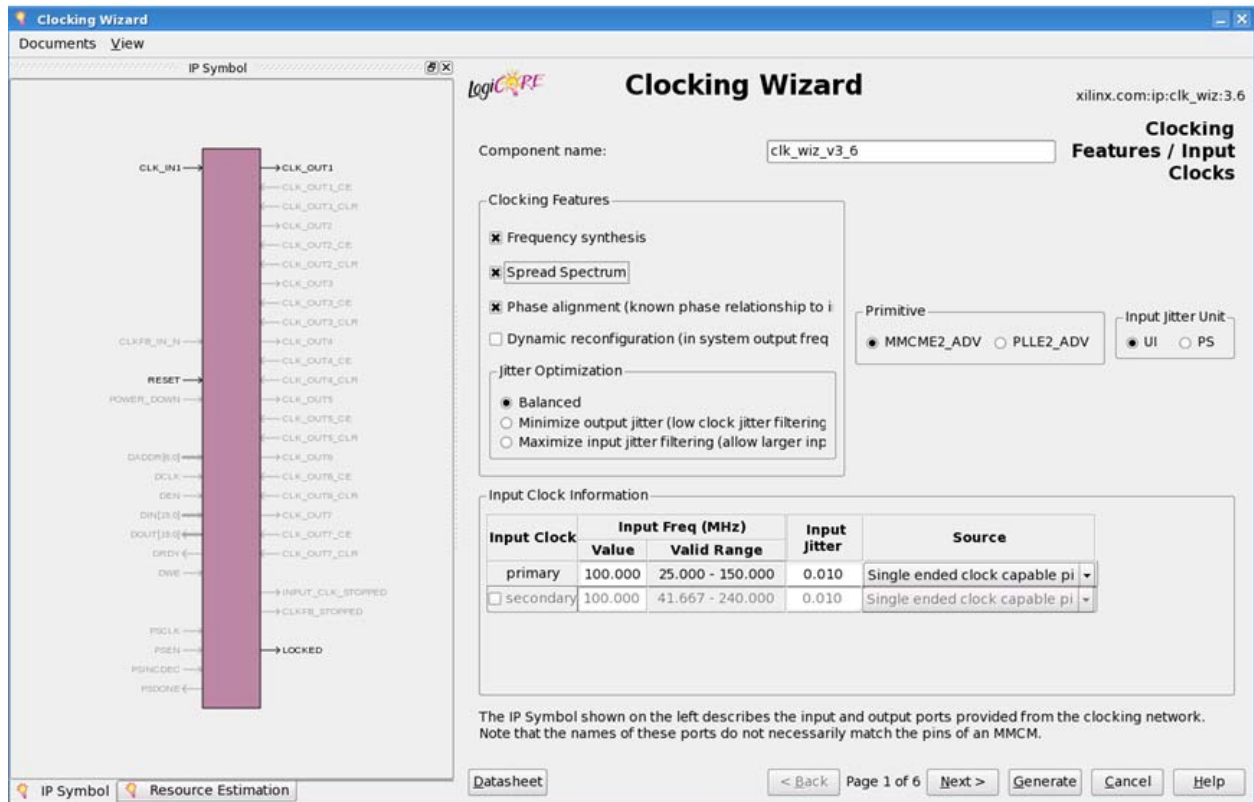 Clocking Wizard
Documents View
IP Symbol
CLK_IN1
CLKFB_IN_N
RESET
POWER_DOWN
DADDR[6:0]
DCLK
DEN
DIN[15:0]
DOUT[15:0]
DRDY
DWE
PSCLK
PSEN
PSINCDEC
PSDONE
CLK_OUT1
CLK_OUT1_CE
CLK_OUT1_CLR
CLK_OUT2
CLK_OUT2_CE
CLK_OUT2_CLR
CLK_OUT3
CLK_OUT3_CE
CLK_OUT3_CLR
CLK_OUT4
CLK_OUT4_CE
CLK_OUT4_CLR
CLK_OUT5
CLK_OUT5_CE
CLK_OUT5_CLR
CLK_OUT6
CLK_OUT6_CE
CLK_OUT6_CLR
CLK_OUT7
CLK_OUT7_CE
CLK_OUT7_CLR
INPUT_CLK_STOPPED
CLKFB_STOPPED
LOCKED
IP Symbol Resource Estimation
LogiCORE
Clocking Wizard
xilinx.com:ip:clk_wiz:3.6
Clocking
Features / Input
Clocks
Component name: clk_wiz_v3_6
Clocking Features
Frequency synthesis
Spread Spectrum
Phase alignment (known phase relationship to i
Dynamic reconfiguration (in system output freq
Jitter Optimization
Balanced
Minimize output jitter (low clock jitter filtering
Maximize input jitter filtering (allow larger inp
Primitive
MMCME2_ADV PLLE2_ADV
Input Jitter Unit
UI PS
Input Clock Information
Input Clock Input Freq (MHz) Input Jitter Source
Value Valid Range
primary 100.000 25.000 - 150.000 0.010 Single ended clock capable pi
secondary 100.000 41.667 - 240.000 0.010 Single ended clock capable pi
The IP Symbol shown on the left describes the input and output ports provided from the clocking network.
Note that the names of these ports do not necessarily match the pins of an MMCM.
Datasheet < Back Page 1 of 6 Next > Generate Cancel Help